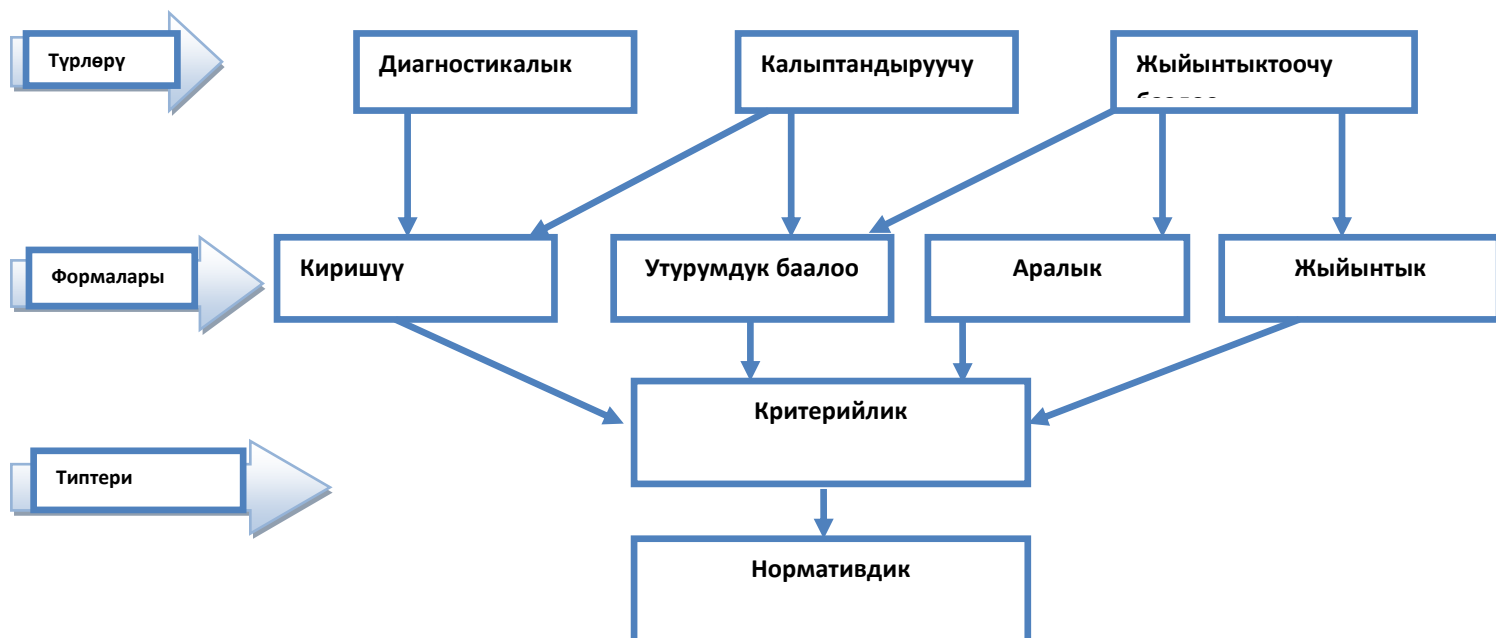 Түрлөрү
Диагностикалык
Калыптандыруучу
Жыйынтыктоочу
Формалары
Киришүү
Утурумдук баалоо
Аралык
Жыйынтык
Типтери
Критерийлик
Нормативдик